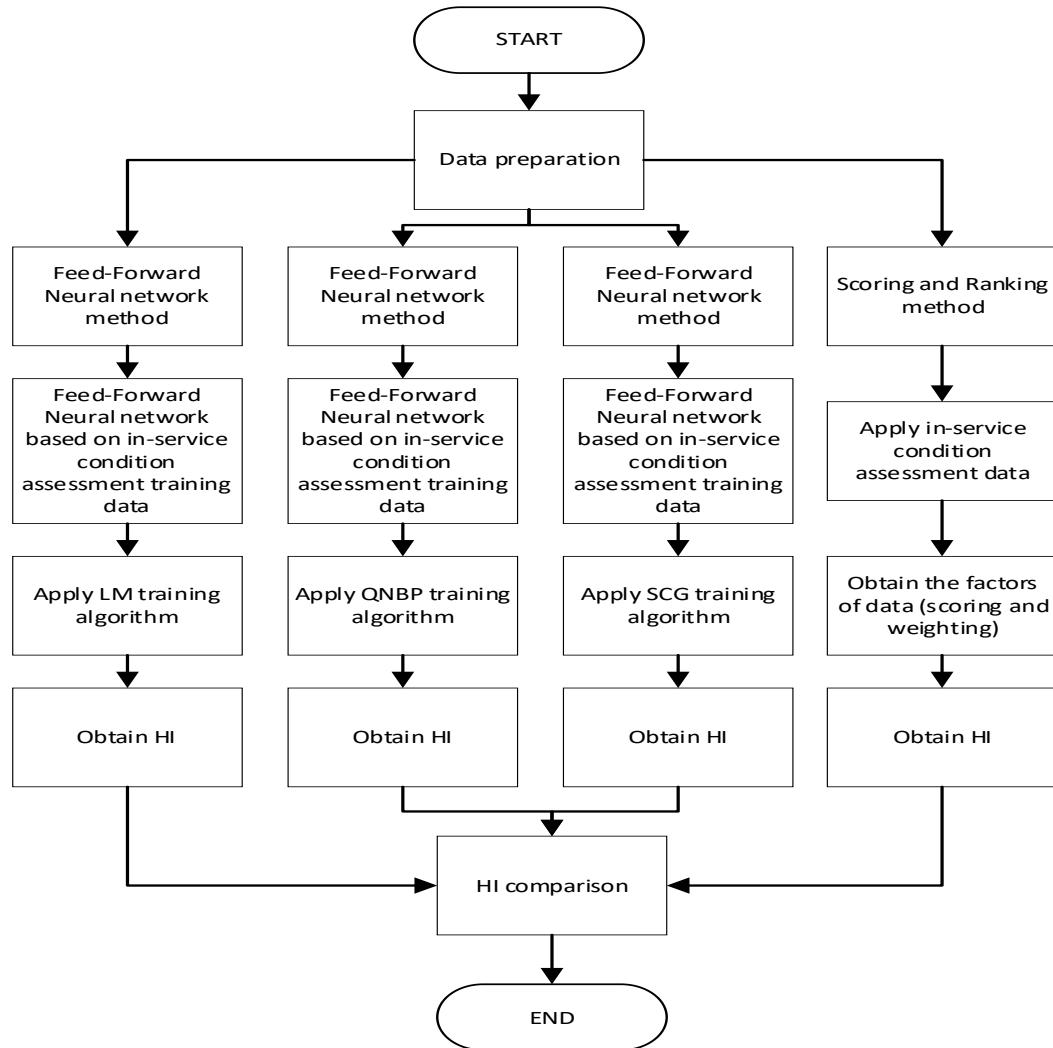 START
Data preparation
Feed-Forward
Neural network
method
Feed-Forward
Neural network
method
Feed-Forward
Neural network
method
Scoring and Ranking
method
Feed-Forward
Neural network
based on in-service
condition
assessment training
data
Feed-Forward
Neural network
based on in-service
condition
assessment training
data
Feed-Forward
Neural network
based on in-service
condition
assessment training
data
Apply in-service
condition
assessment data
Apply LM training
algorithm
Apply QNBP training
algorithm
Apply SCG training
algorithm
Obtain the factors
of data (scoring and
weighting)
Obtain HI
Obtain HI
Obtain HI
Obtain HI
HI comparison
END